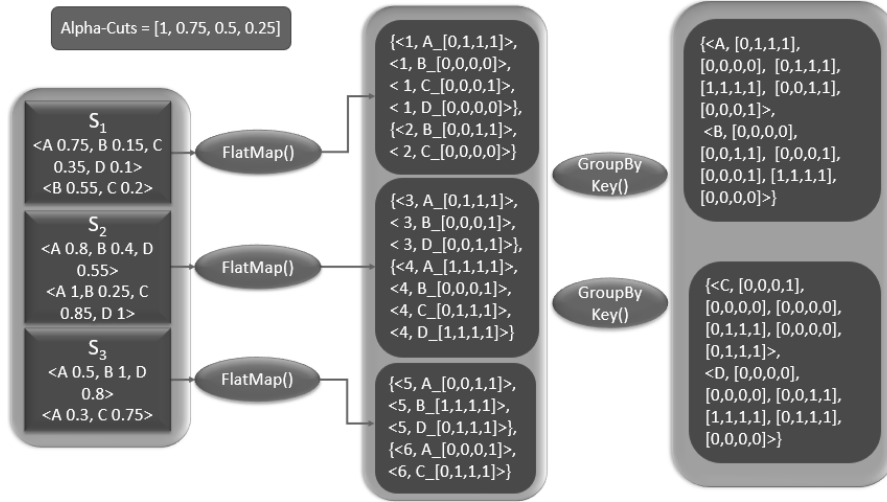 Alpha-Cuts = [1, 0.75, 0.5, 0.25]
S1
<A 0.75, B 0.15, C
0.35, D 0.1>
<B 0.55, C 0.2>
S2
<A 0.8, B 0.4, D
0.55>
<A 1,B 0.25, C
0.85, D 1>
S3
<A 0.5, B 1, D
0.8>
<A 0.3, C 0.75>
FlatMap()
FlatMap()
FlatMap()
{<1, A_[0,1,1,1]>,
<1, B_[0,0,0,0]>,
< 1, C_[0,0,0,1]>,
< 1, D_[0,0,0,0]>},
{<2, B_[0,0,1,1]>,
< 2, C_[0,0,0,0]>}
{<3, A_[0,1,1,1]>,
< 3, B_[0,0,0,1]>,
< 3, D_[0,0,1,1]>},
{<4, A_[1,1,1,1]>,
<4, B_[0,0,0,1]>,
<4, C_[0,1,1,1]>,
<4, D_[1,1,1,1]>}
{<5, A_[0,0,1,1]>,
<5, B_[1,1,1,1]>,
<5, D_[0,1,1,1]>},
{<6, A_[0,0,0,1]>,
<6, C_[0,1,1,1]>}
GroupBy
Key()
GroupBy
Key()
{<A, [0,1,1,1],
[0,0,0,0], [0,1,1,1],
[1,1,1,1], [0,0,1,1],
[0,0,0,1]>,
<B, [0,0,0,0],
[0,0,1,1], [0,0,0,1],
[0,0,0,1], [1,1,1,1],
[0,0,0,0]>}
{<C, [0,0,0,1],
[0,0,0,0], [0,0,0,0],
[0,1,1,1], [0,0,0,0],
[0,1,1,1]>,
<D, [0,0,0,0],
[0,0,0,0], [0,0,1,1],
[1,1,1,1], [0,1,1,1],
[0,0,0,0]>}